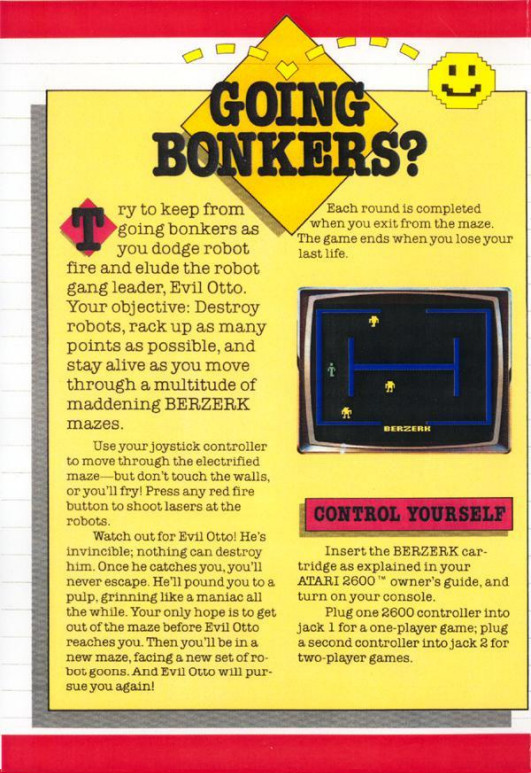 GOING
BONKERS?
Try to keep from
going bonkers as
you dodge robot
fire and elude the robot
gang leader, Evil Otto.
Your objective: Destroy
robots, rack up as many
points as possible, and
stay alive as you move
through a multitude of
maddening BERZERK
mazes.
Use your joystick controller
to move through the electrified
maze—but don't touch the walls,
or you'll fry! Press any red fire
button to shoot lasers at the
robots.
Watch out for Evil Otto! He's
invincible; nothing can destroy
him. Once he catches you, you'll
never escape. He'll pound you to a
pulp, grinning like a maniac all
the while. Your only hope is to get
out of the maze before Evil Otto
reaches you. Then you'll be in a
new maze, facing a new set of ro-
bot goons. And Evil Otto will pur-
sue you again!
Each round is completed
when you exit from the maze.
The game ends when you lose your
last life.
BERZERK
CONTROL YOURSELF
Insert the BERZERK car-
tridge as explained in your
ATARI 2600™ owner's guide, and
turn on your console.
Plug one 2600 controller into
jack 1 for a one-player game; plug
a second controller into jack 2 for
two-player games.